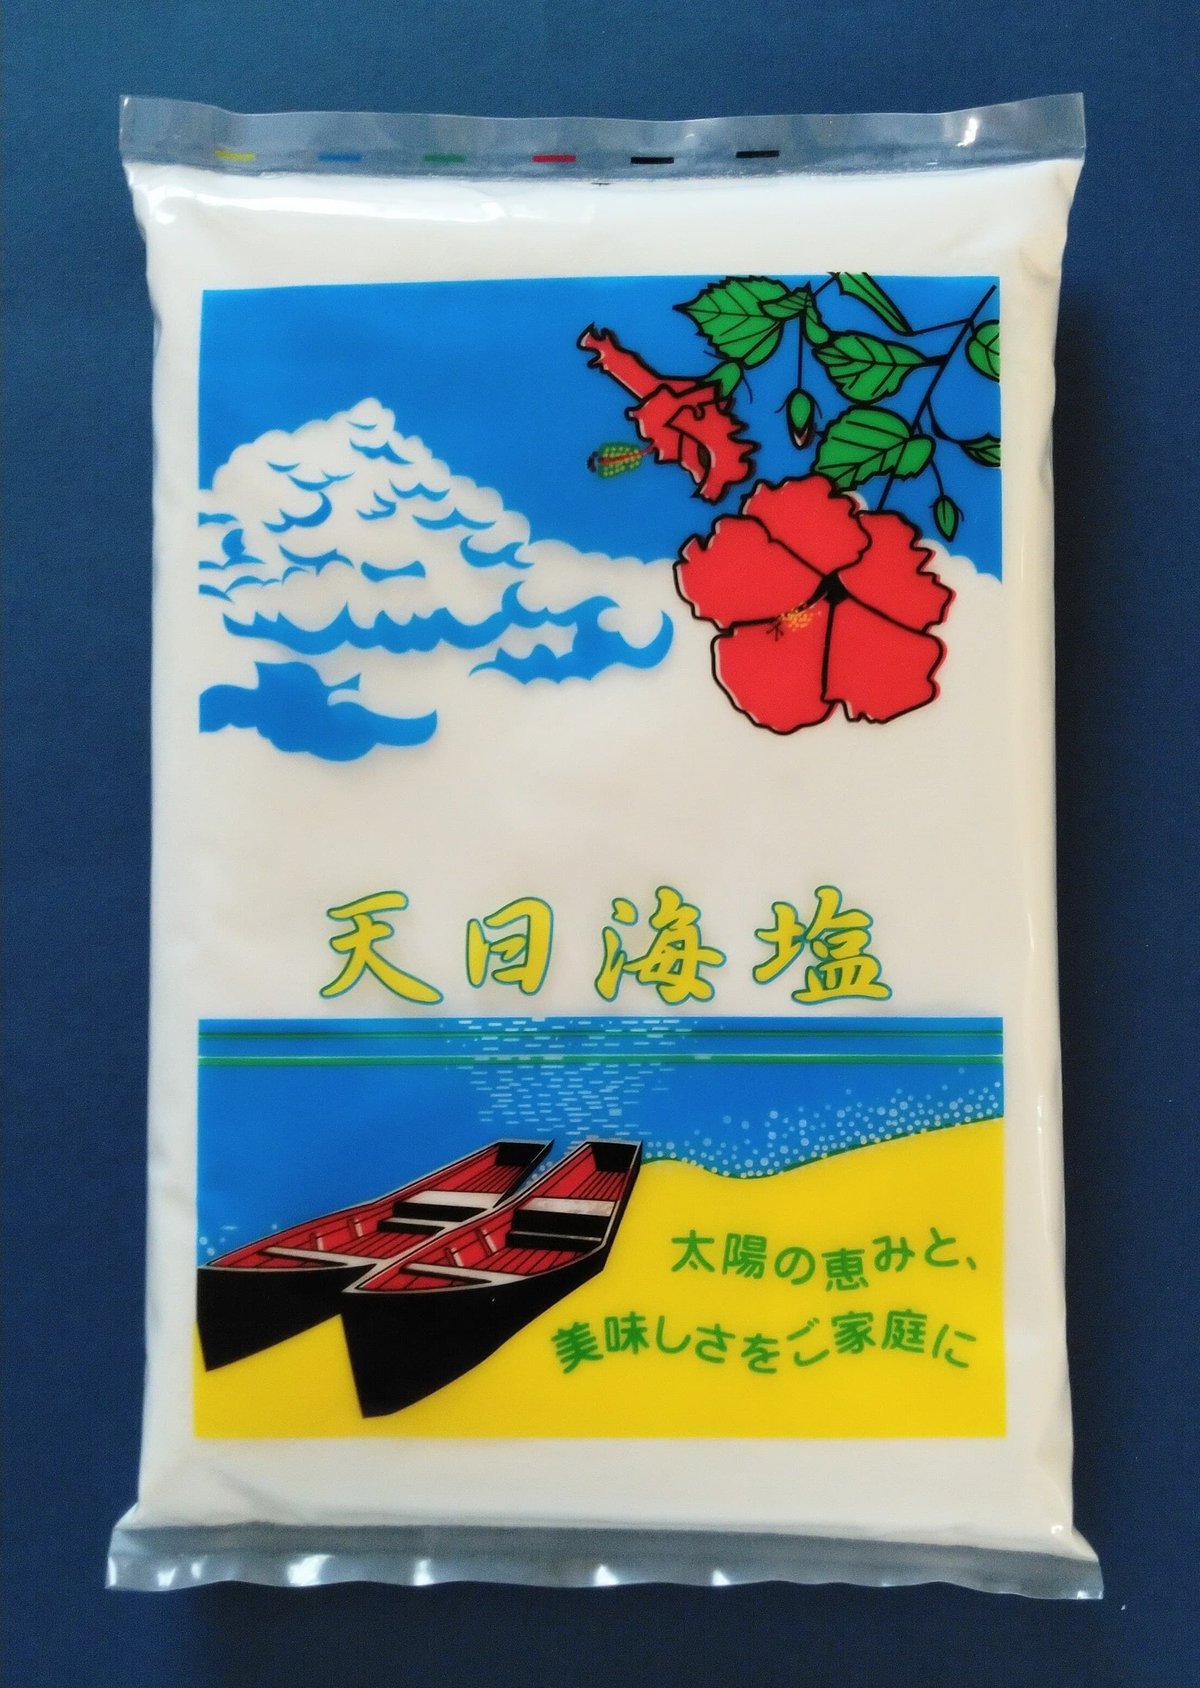 天日海塩
太陽の恵みと、
美味しさをご家庭に